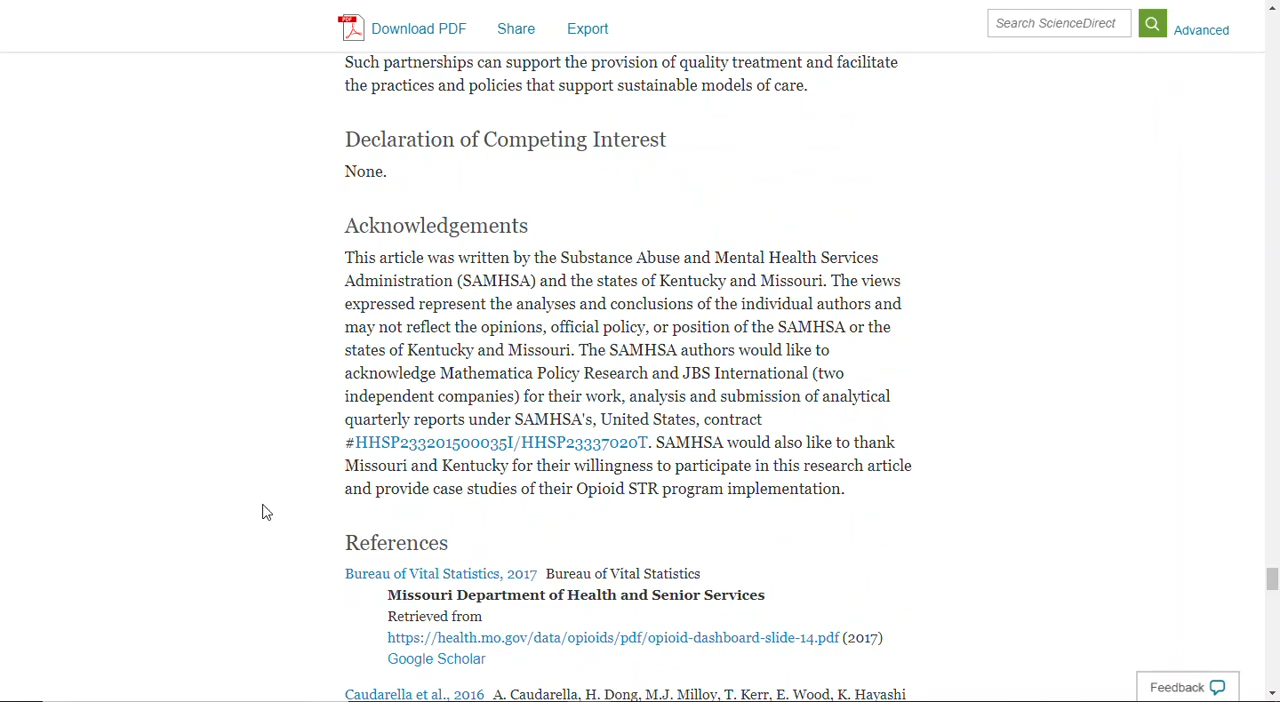 PDF
Download PDF
Share
Export
Search ScienceDirect
Advanced
Such partnerships can support the provision of quality treatment and facilitate
the practices and policies that support sustainable models of care.
Declaration of Competing Interest
None.
Acknowledgements
This article was written by the Substance Abuse and Mental Health Services
Administration (SAMHSA) and the states of Kentucky and Missouri. The views
expressed represent the analyses and conclusions of the individual authors and
may not reflect the opinions, official policy, or position of the SAMHSA or the
states of Kentucky and Missouri. The SAMHSA authors would like to
acknowledge Mathematica Policy Research and JBS International (two
independent companies) for their work, analysis and submission of analytical
quarterly reports under SAMHSA's, United States, contract
#HHSP233201500035I/HHSP23337020T. SAMHSA would also like to thank
Missouri and Kentucky for their willingness to participate in this research article
and provide case studies of their Opioid STR program implementation.
References
Bureau of Vital Statistics, 2017 Bureau of Vital Statistics
Missouri Department of Health and Senior Services
Retrieved from
https://health.mo.gov/data/opioids/pdf/opioid-dashboard-slide-14.pdf (2017)
Google Scholar
Caudarella et al., 2016 A. Caudarella, H. Dong, M.J. Milloy, T. Kerr, E. Wood, K. Hayashi
Feedback